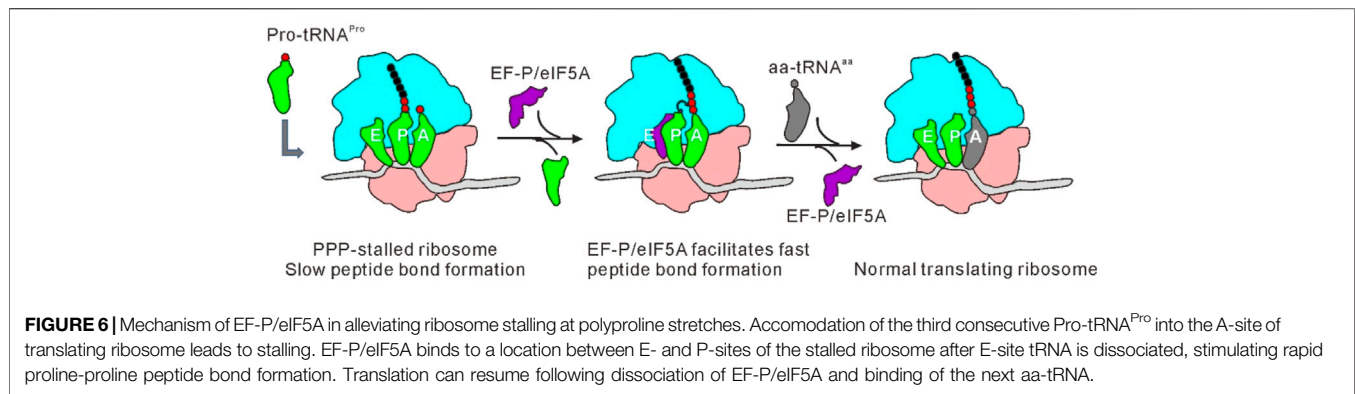 Pro-tRNA^Pro
EF-P/eIF5A
aa-tRNA^aa
E P A
E P A
E P A
EF-P/eIF5A
PPP-stalled ribosome
Slow peptide bond formation
EF-P/eIF5A facilitates fast
peptide bond formation
Normal translating ribosome
FIGURE 6 | Mechanism of EF-P/eIF5A in alleviating ribosome stalling at polyproline stretches. Accomodation of the third consecutive Pro-tRNA^Pro into the A-site of
translating ribosome leads to stalling. EF-P/eIF5A binds to a location between E- and P-sites of the stalled ribosome after E-site tRNA is dissociated, stimulating rapid
proline-proline peptide bond formation. Translation can resume following dissociation of EF-P/eIF5A and binding of the next aa-tRNA.